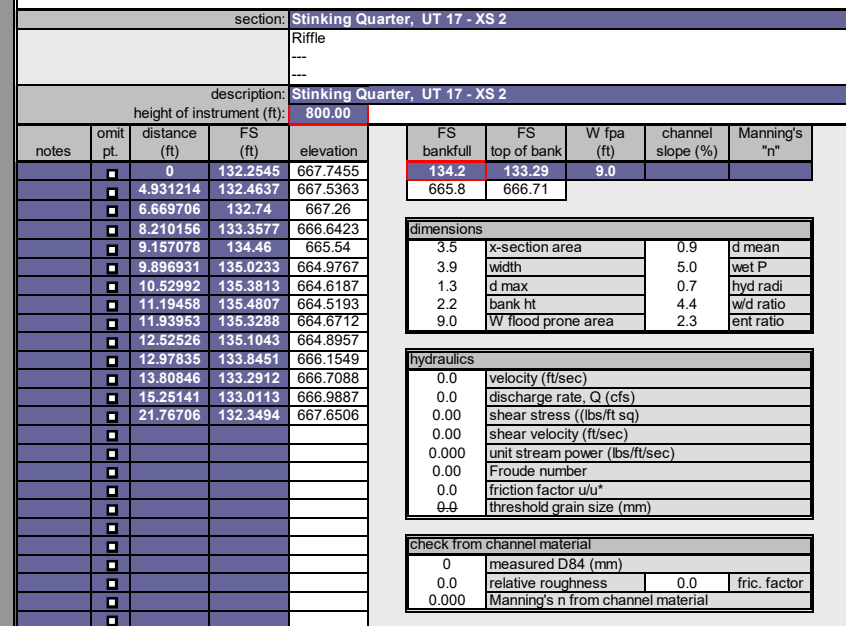 section: Stinking Quarter, UT 17 - XS 2
Riffle
---
---
description: Stinking Quarter, UT 17 - XS 2
height of instrument (ft): 800.00
omit distance FS
notes pt. (ft) (ft) elevation
0 132.2545 667.7455
4.931214 132.4637 667.5363
6.669706 132.74 667.26
8.210156 133.3577 666.6423
9.157078 134.46 665.54
9.896931 135.0233 664.9767
10.52992 135.3813 664.6187
11.19458 135.4807 664.5193
11.93953 135.3288 664.6712
12.52526 135.1043 664.8957
12.97835 133.8451 666.1549
13.80846 133.2912 666.7088
15.25141 133.0113 666.9887
21.76706 132.3494 667.6506
FS FS W fpa channel Manning's
bankfull top of bank (ft) slope (%) "n"
134.2 133.29 9.0
665.8 666.71
dimensions
3.5 x-section area 0.9 d mean
3.9 width 5.0 wet P
1.3 d max 0.7 hyd radi
2.2 bank ht 4.4 w/d ratio
9.0 W flood prone area 2.3 ent ratio
hydraulics
0.0 velocity (ft/sec)
0.0 discharge rate, Q (cfs)
0.00 shear stress ((lbs/ft sq)
0.00 shear velocity (ft/sec)
0.000 unit stream power (lbs/ft/sec)
0.00 Froude number
0.0 friction factor u/u*
0.0 threshold grain size (mm)
check from channel material
0 measured D84 (mm)
0.0 relative roughness 0.0 fric. factor
0.000 Manning's n from channel material